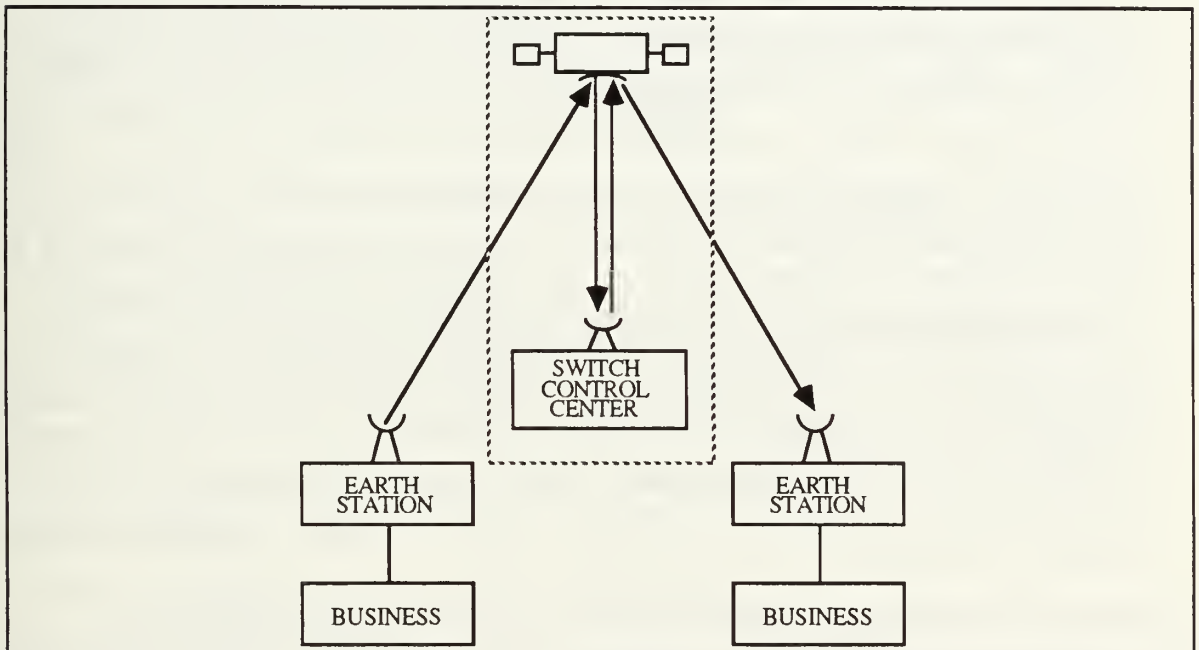 SWITCH
CONTROL
CENTER
EARTH
STATION
EARTH
STATION
BUSINESS
BUSINESS